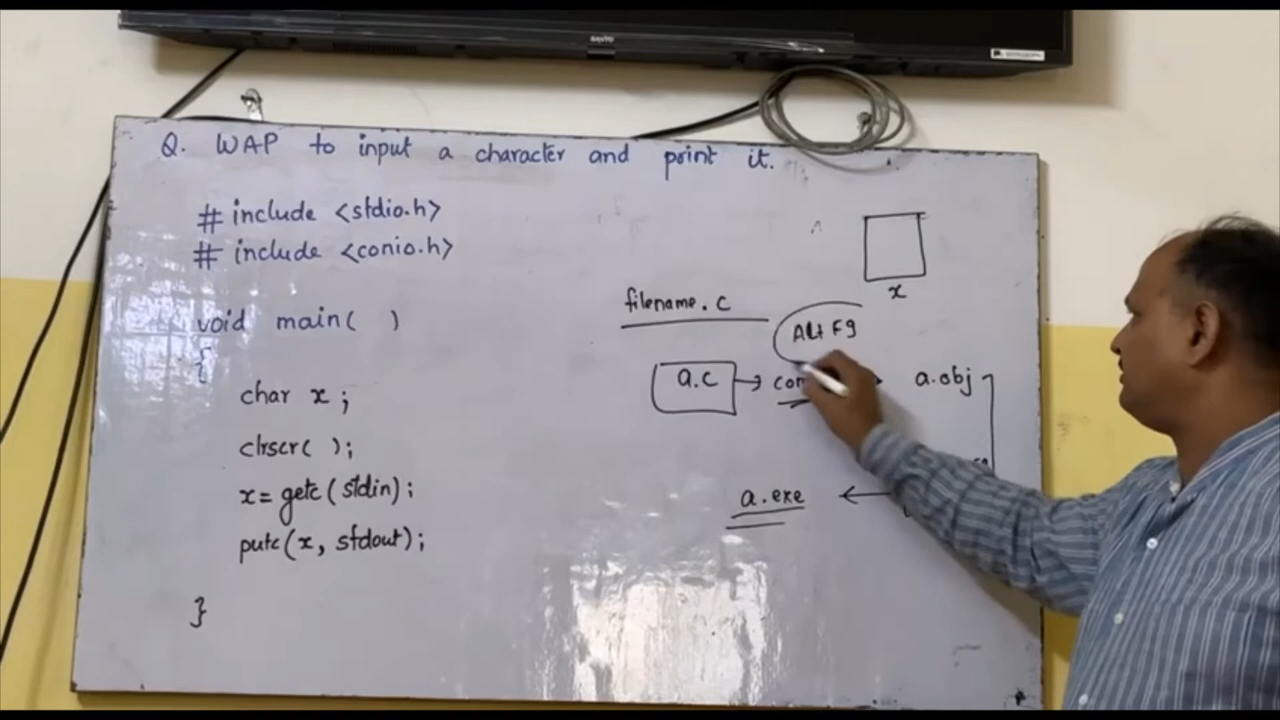 SANYO
Q. WAP to input a character and print it.
# include <stdio.h>
# include <conio.h>
void main( )
{
char x ;
clrscr( );
x = getc (stdin) ;
putc(x, stdout) ;
}
x
filename . c
Alt F9
a.c
a.obj
a.exe